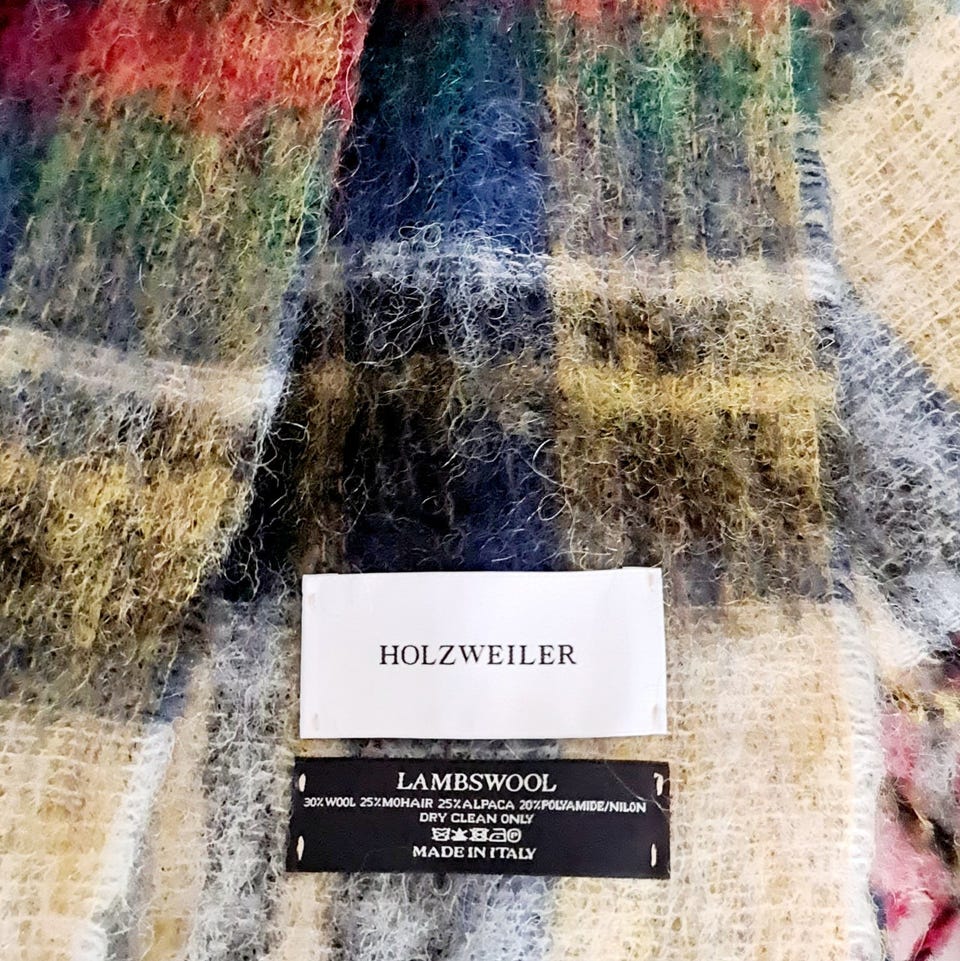 HOLZWEILER
LAMBSWOOL
30% WOOL 25%MOHAIR 25%ALPACA 20%POLYAMIDE/NILON
DRY CLEAN ONLY
MADE IN ITALY